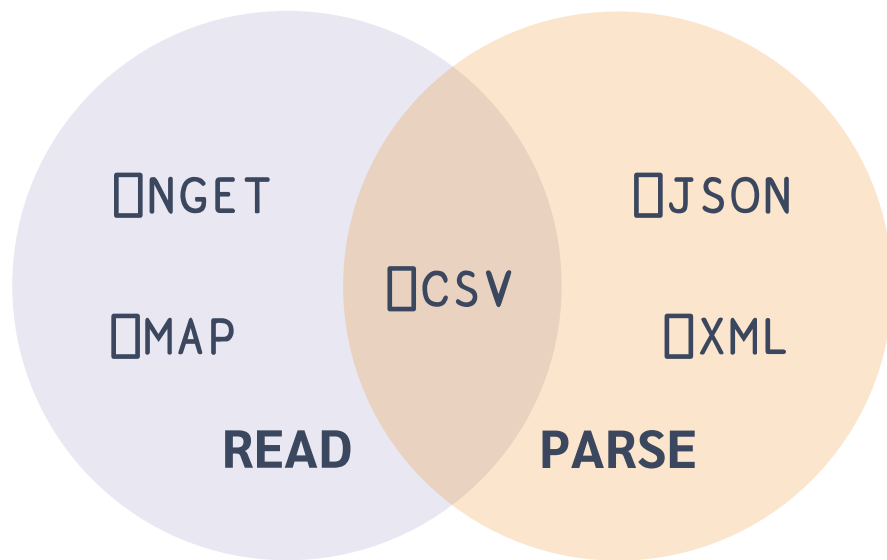 ⎕NGET
⎕JSON
⎕CSV
⎕MAP
⎕XML
READ
PARSE